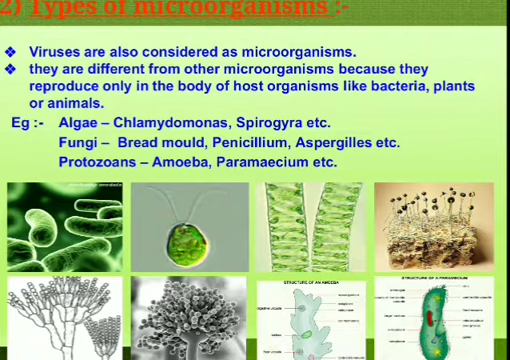 2) Types of microorganisms :-
❖ Viruses are also considered as microorganisms.
❖ they are different from other microorganisms because they
reproduce only in the body of host organisms like bacteria, plants
or animals.
Eg :- Algae – Chlamydomonas, Spirogyra etc.
Fungi – Bread mould, Penicillium, Aspergilles etc.
Protozoans – Amoeba, Paramaecium etc.
STRUCTURE OF AN AMOEBA
STRUCTURE OF A PARAMECIUM